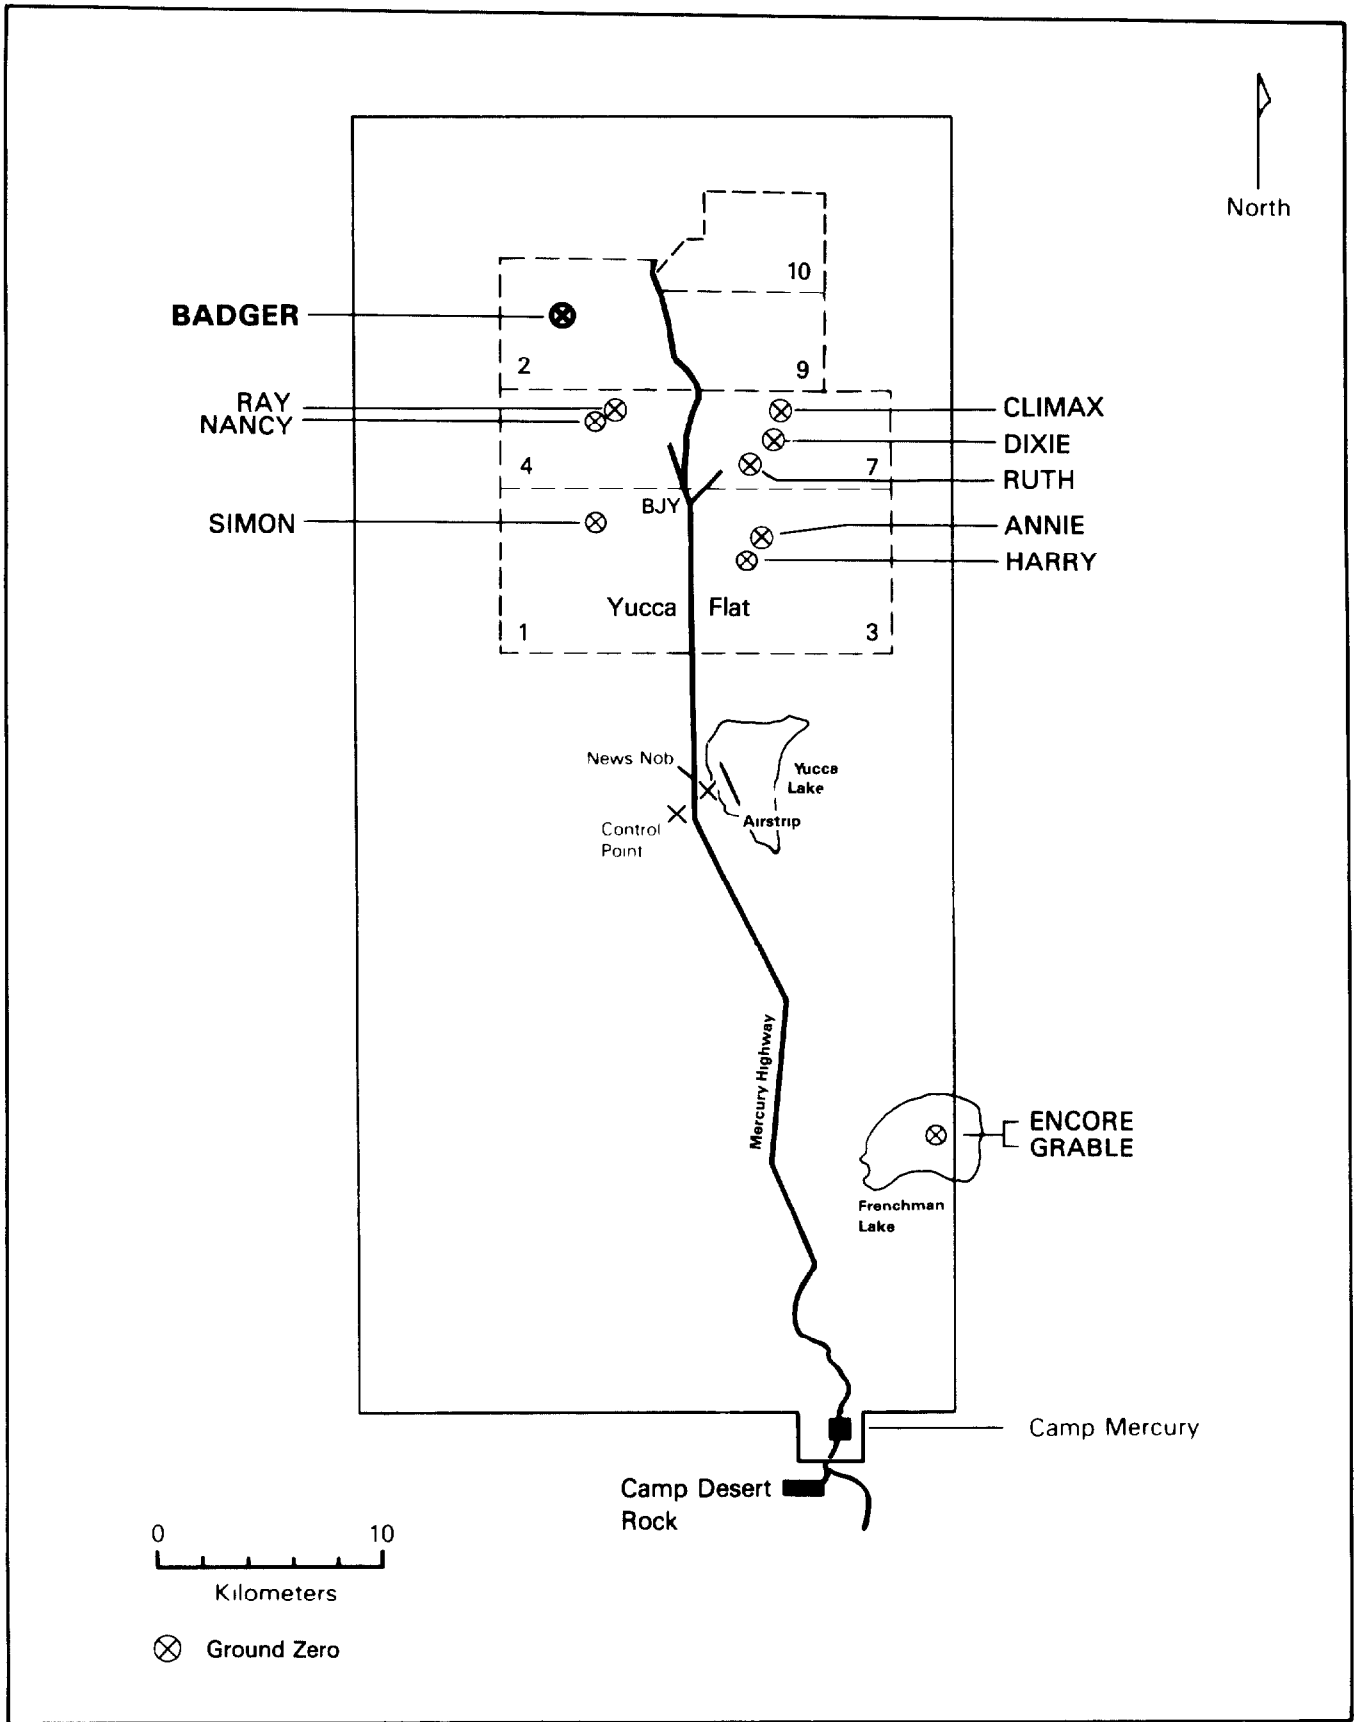 North
10
BADGER
2
9
RAY
NANCY
CLIMAX
DIXIE
4
7
RUTH
BJY
SIMON
ANNIE
HARRY
Yucca Flat
1
3
News Nob
Yucca
Lake
Airstrip
Control
Point
Mercury Highway
ENCORE
GRABLE
Frenchman
Lake
Camp Mercury
Camp Desert
Rock
0 10
Kilometers
Ground Zero